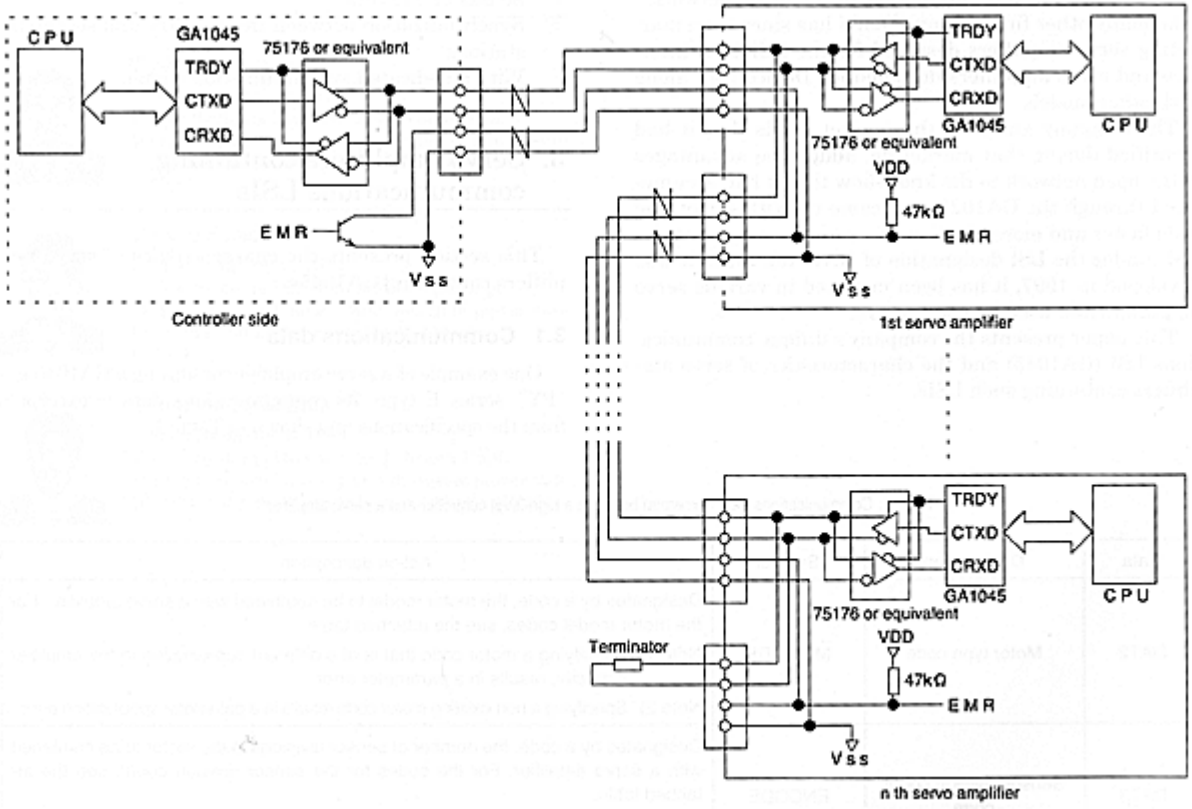 CPU
GA1045
TRDY
CTXD
CRXD
75176 or equivalent
EMR
Vss
Controller side
TRDY
CTXD
CRXD
GA1045
CPU
75176 or equivalent
VDD
47kΩ
EMR
Vss
1st servo amplifier
TRDY
CTXD
CRXD
GA1045
CPU
75176 or equivalent
VDD
47kΩ
EMR
Terminator
Vss
n th servo amplifier